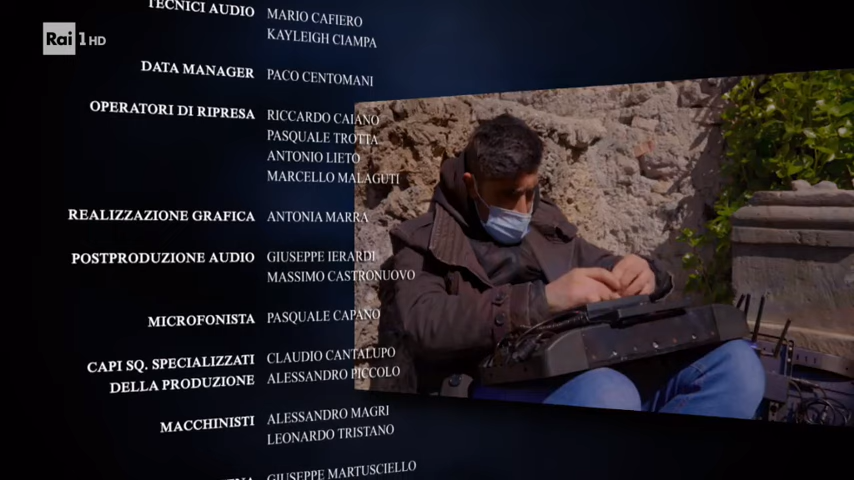 TECNICI AUDIO MARIO CAFIERO
KAYLEIGH CIAMPA
Rai 1 HD
DATA MANAGER PACO CENTOMANI
OPERATORI DI RIPRESA RICCARDO CAIANO
PASQUALE TROTTA
ANTONIO LIETO
MARCELLO MALAGUTI
REALIZZAZIONE GRAFICA ANTONIA MARRA
POSTPRODUZIONE AUDIO GIUSEPPE IERARDI
MASSIMO CASTRONUOVO
MICROFONISTA PASQUALE CAPANO
CAPI SQ. SPECIALIZZATI CLAUDIO CANTALUPO
DELLA PRODUZIONE ALESSANDRO PICCOLO
MACCHINISTI ALESSANDRO MAGRI
LEONARDO TRISTANO
GIUSEPPE MARTUSCIELLO